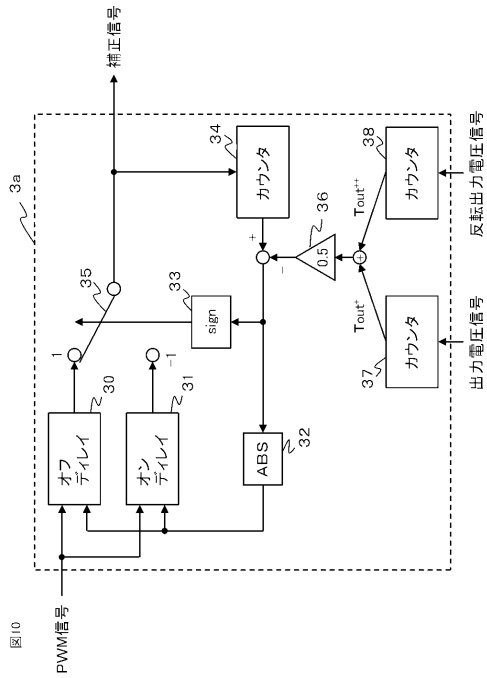 図10
3a
PWM信号
補正信号
オフ
ディレイ
30
オン
ディレイ
31
1
-1
35
sign
33
ABS
32
カウンタ
34
+
-
0.5
36
+
Tout+
Tout++
カウンタ
37
カウンタ
38
出力電圧信号
反転出力電圧信号